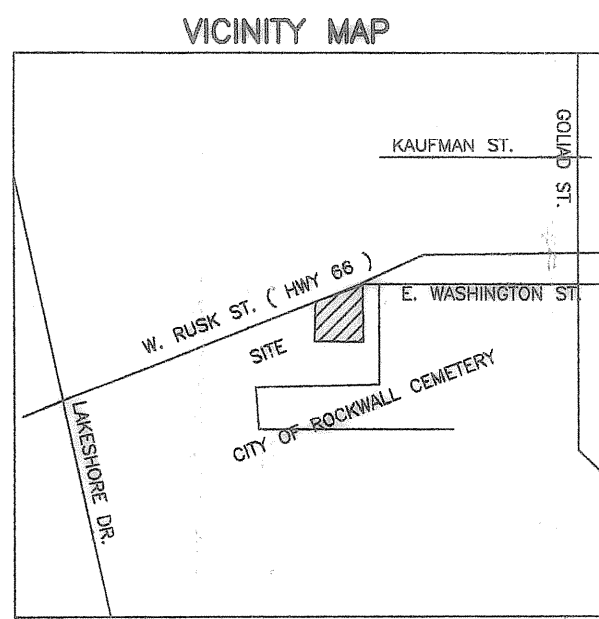 VICINITY MAP
GOLIAD ST.
KAUFMAN ST.
W. RUSK ST. ( HWY 66 )
E. WASHINGTON ST.
SITE
CITY OF ROCKWALL CEMETERY
LAKESHORE DR.